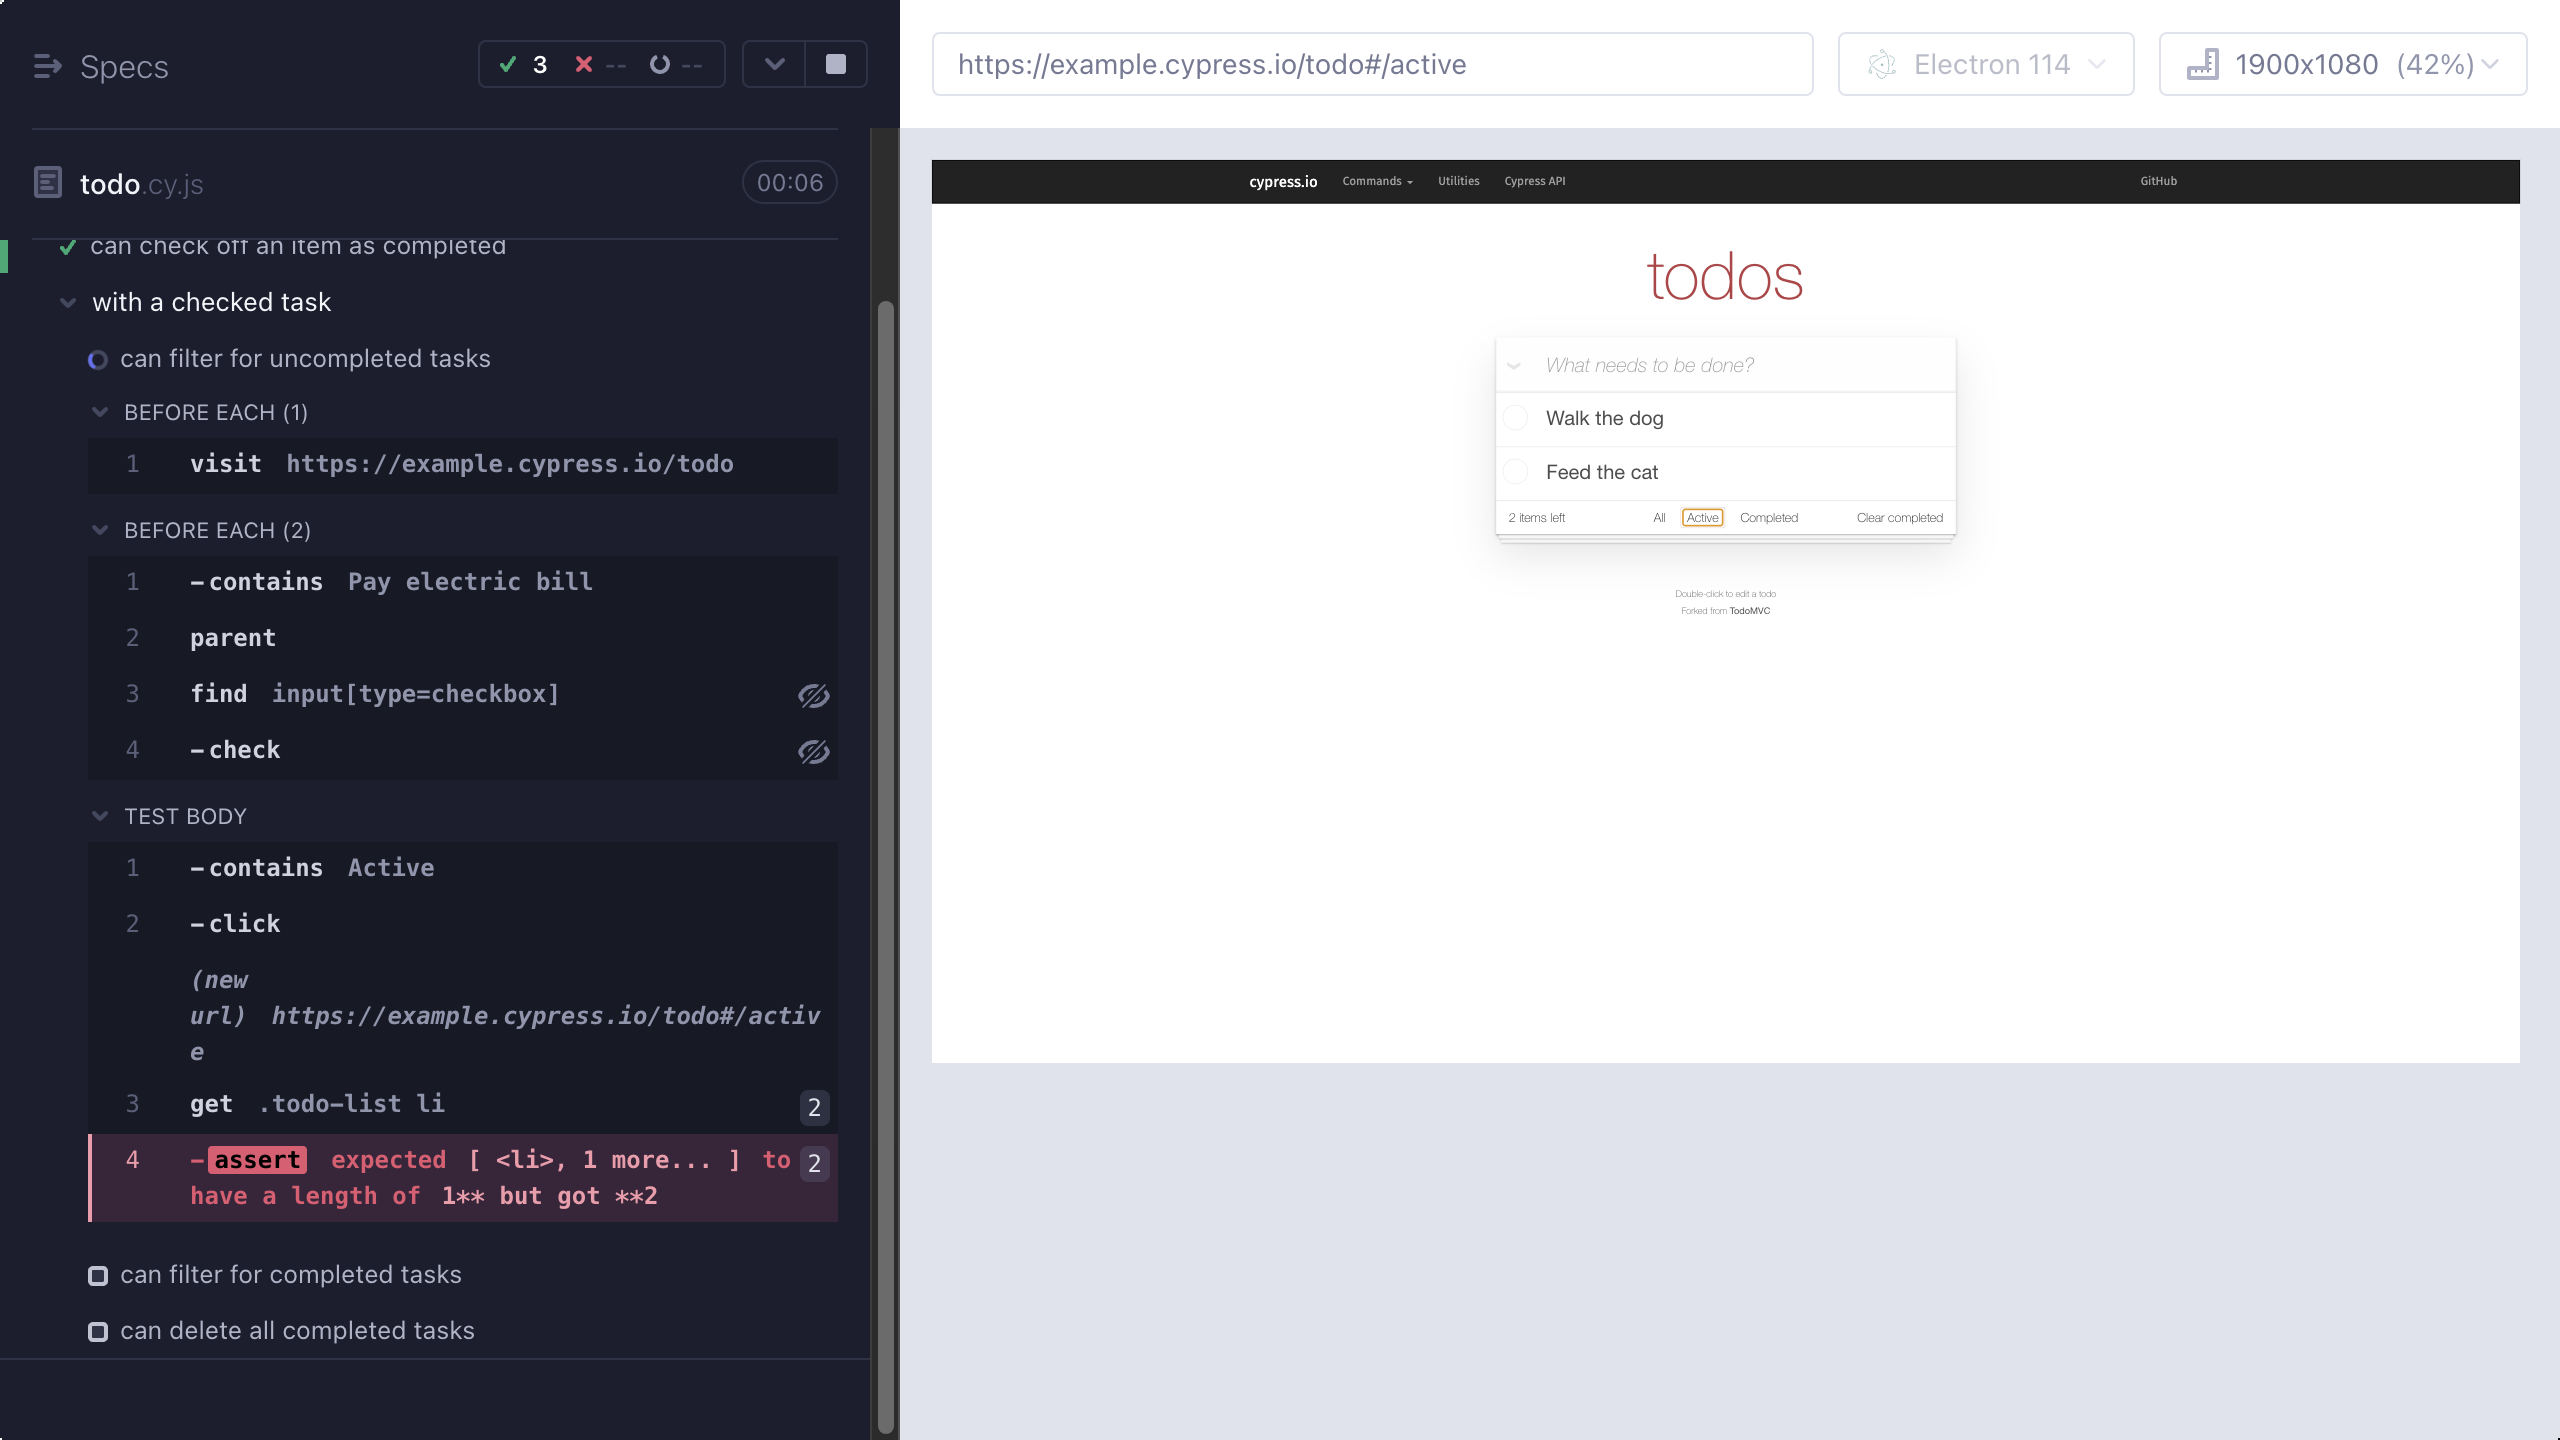 Specs
3 -- --
todo.cy.js 00:06
can check off an item as completed
with a checked task
can filter for uncompleted tasks
BEFORE EACH (1)
1 visit https://example.cypress.io/todo
BEFORE EACH (2)
1 -contains Pay electric bill
2 parent
3 find input[type=checkbox]
4 -check
TEST BODY
1 -contains Active
2 -click
(new
url) https://example.cypress.io/todo#/activ
e
3 get .todo-list li 2
4 -assert expected [ <li>, 1 more... ] to 2
have a length of 1** but got **2
can filter for completed tasks
can delete all completed tasks
https://example.cypress.io/todo#/active
Electron 114
1900x1080 (42%)
cypress.io Commands Utilities Cypress API GitHub
todos
What needs to be done?
Walk the dog
Feed the cat
2 items left All Active Completed Clear completed
Double-click to edit a todo
Forked from TodoMVC